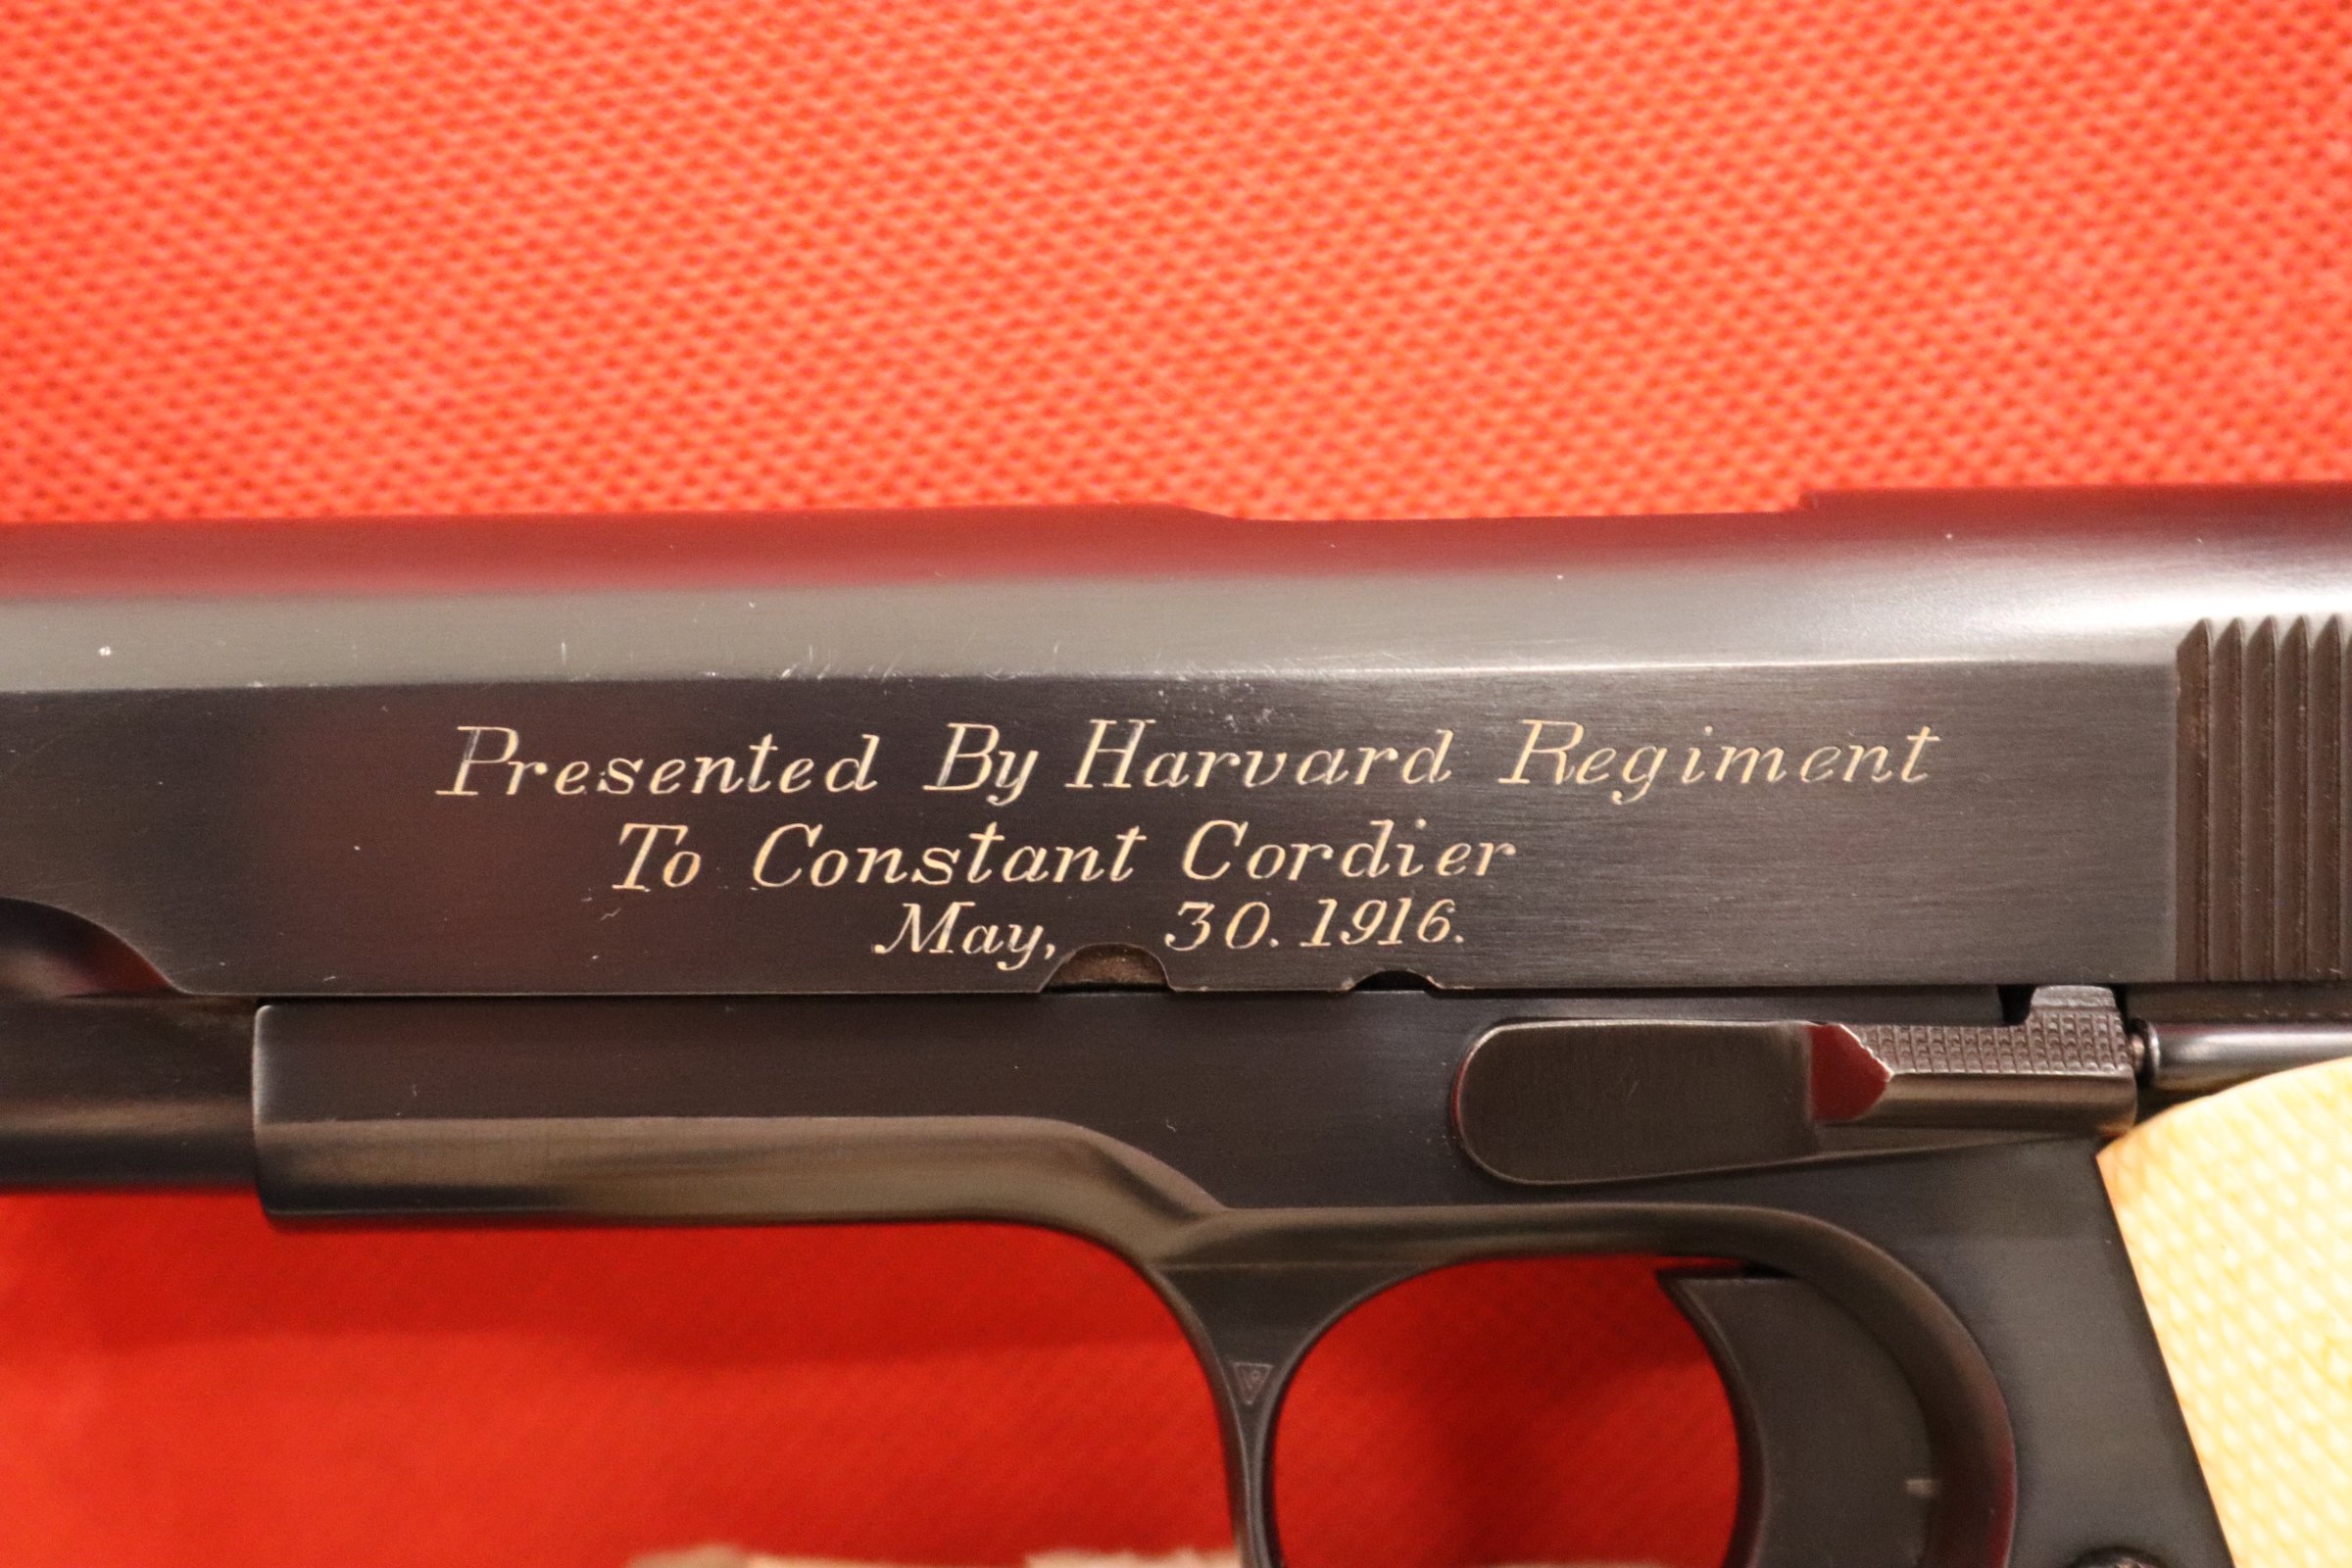 Presented By Harvard Regiment
To Constant Cordier
May, 30. 1916.